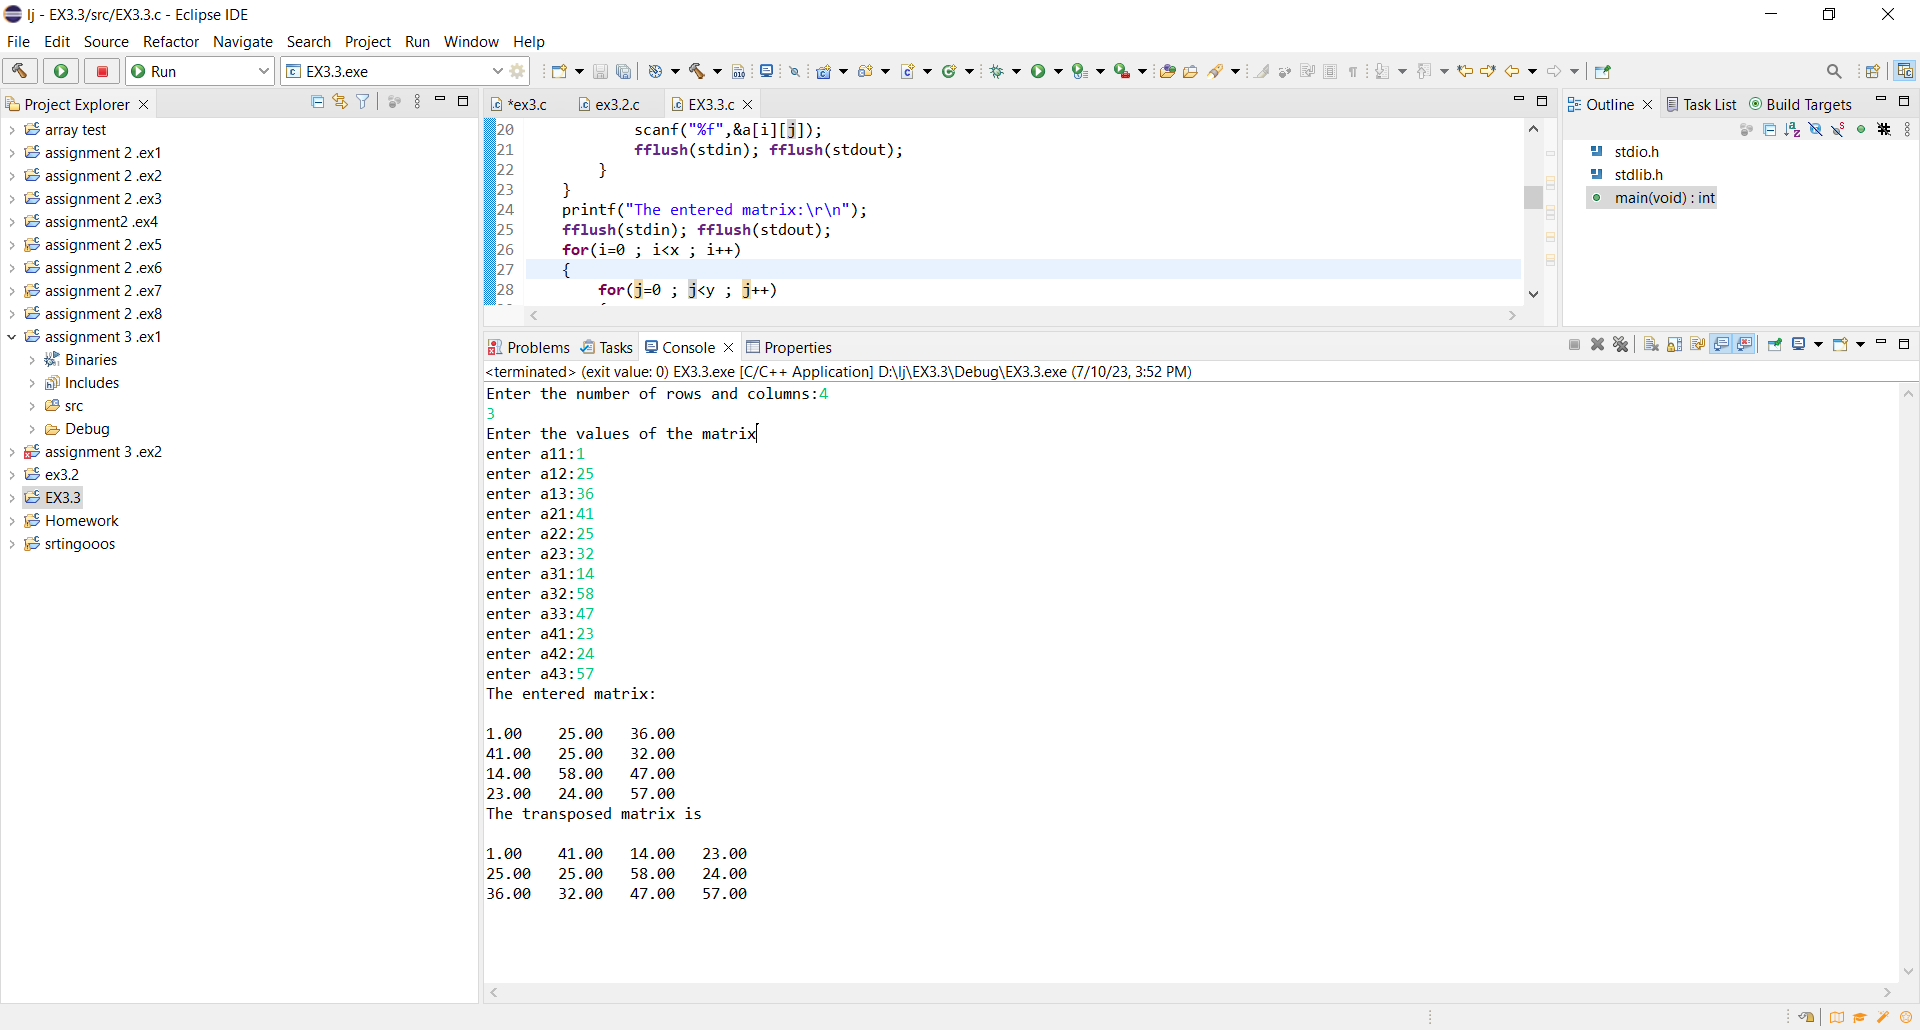 lj - EX3.3/src/EX3.3.c - Eclipse IDE
File Edit Source Refactor Navigate Search Project Run Window Help
Run EX3.3.exe
Project Explorer
array test
assignment 2 .ex1
assignment 2 .ex2
assignment 2 .ex3
assignment2 .ex4
assignment 2 .ex5
assignment 2 .ex6
assignment 2 .ex7
assignment 2 .ex8
assignment 3 .ex1
Binaries
Includes
src
Debug
assignment 3 .ex2
ex3.2
EX3.3
Homework
srtingooos
*ex3.c ex3.2.c EX3.3.c
20 scanf("%f",&a[i][j]);
21 fflush(stdin); fflush(stdout);
22 }
23 }
24 printf("The entered matrix:\r\n");
25 fflush(stdin); fflush(stdout);
26 for(i=0 ; i<x ; i++)
27 {
28 for(j=0 ; j<y ; j++)
Outline Task List Build Targets
stdio.h
stdlib.h
main(void) : int
Problems Tasks Console Properties
<terminated> (exit value: 0) EX3.3.exe [C/C++ Application] D:\lj\EX3.3\Debug\EX3.3.exe (7/10/23, 3:52 PM)
Enter the number of rows and columns:4
3
Enter the values of the matrix
enter a11:1
enter a12:25
enter a13:36
enter a21:41
enter a22:25
enter a23:32
enter a31:14
enter a32:58
enter a33:47
enter a41:23
enter a42:24
enter a43:57
The entered matrix:
1.00 25.00 36.00
41.00 25.00 32.00
14.00 58.00 47.00
23.00 24.00 57.00
The transposed matrix is
1.00 41.00 14.00 23.00
25.00 25.00 58.00 24.00
36.00 32.00 47.00 57.00